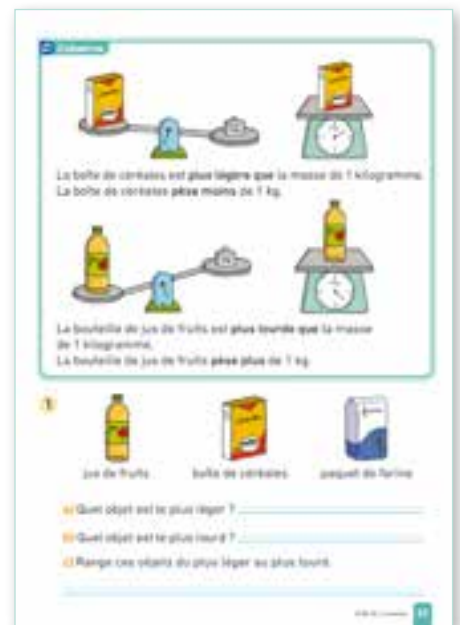 J'observe
La boîte de céréales est plus légère que la masse de 1 kilogramme.
La boîte de céréales pèse moins de 1 kg.
La bouteille de jus de fruits est plus lourde que la masse
de 1 kilogramme.
La bouteille de jus de fruits pèse plus de 1 kg.
1
jus de fruits
boîte de céréales
paquet de farine
a) Quel objet est le plus léger ?
b) Quel objet est le plus lourd ?
c) Range ces objets du plus léger au plus lourd.